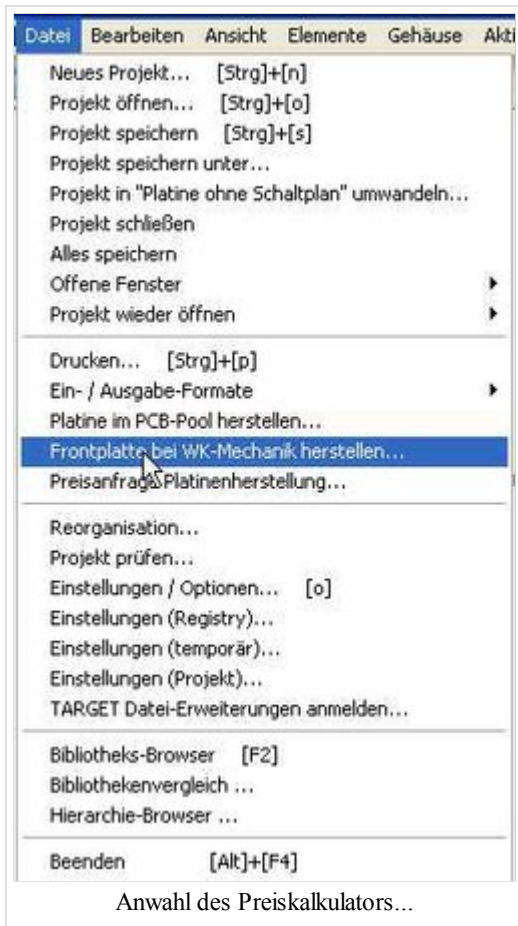 Datei Bearbeiten Ansicht Elemente Gehäuse Akti
Neues Projekt... [Strg]+[n]
Projekt öffnen... [Strg]+[o]
Projekt speichern [Strg]+[s]
Projekt speichern unter...
Projekt in "Platine ohne Schaltplan" umwandeln...
Projekt schließen
Alles speichern
Offene Fenster
Projekt wieder öffnen
Drucken... [Strg]+[p]
Ein- / Ausgabe-Formate
Platine im PCB-Pool herstellen...
Frontplatte bei WK-Mechanik herstellen...
Preisanfrage Platinenherstellung...
Reorganisation...
Projekt prüfen...
Einstellungen / Optionen... [o]
Einstellungen (Registry)...
Einstellungen (temporär)...
Einstellungen (Projekt)...
TARGET Datei-Erweiterungen anmelden...
Bibliotheks-Browser [F2]
Bibliothekenvergleich ...
Hierarchie-Browser ...
Beenden [Alt]+[F4]
Anwahl des Preiskalkulators...